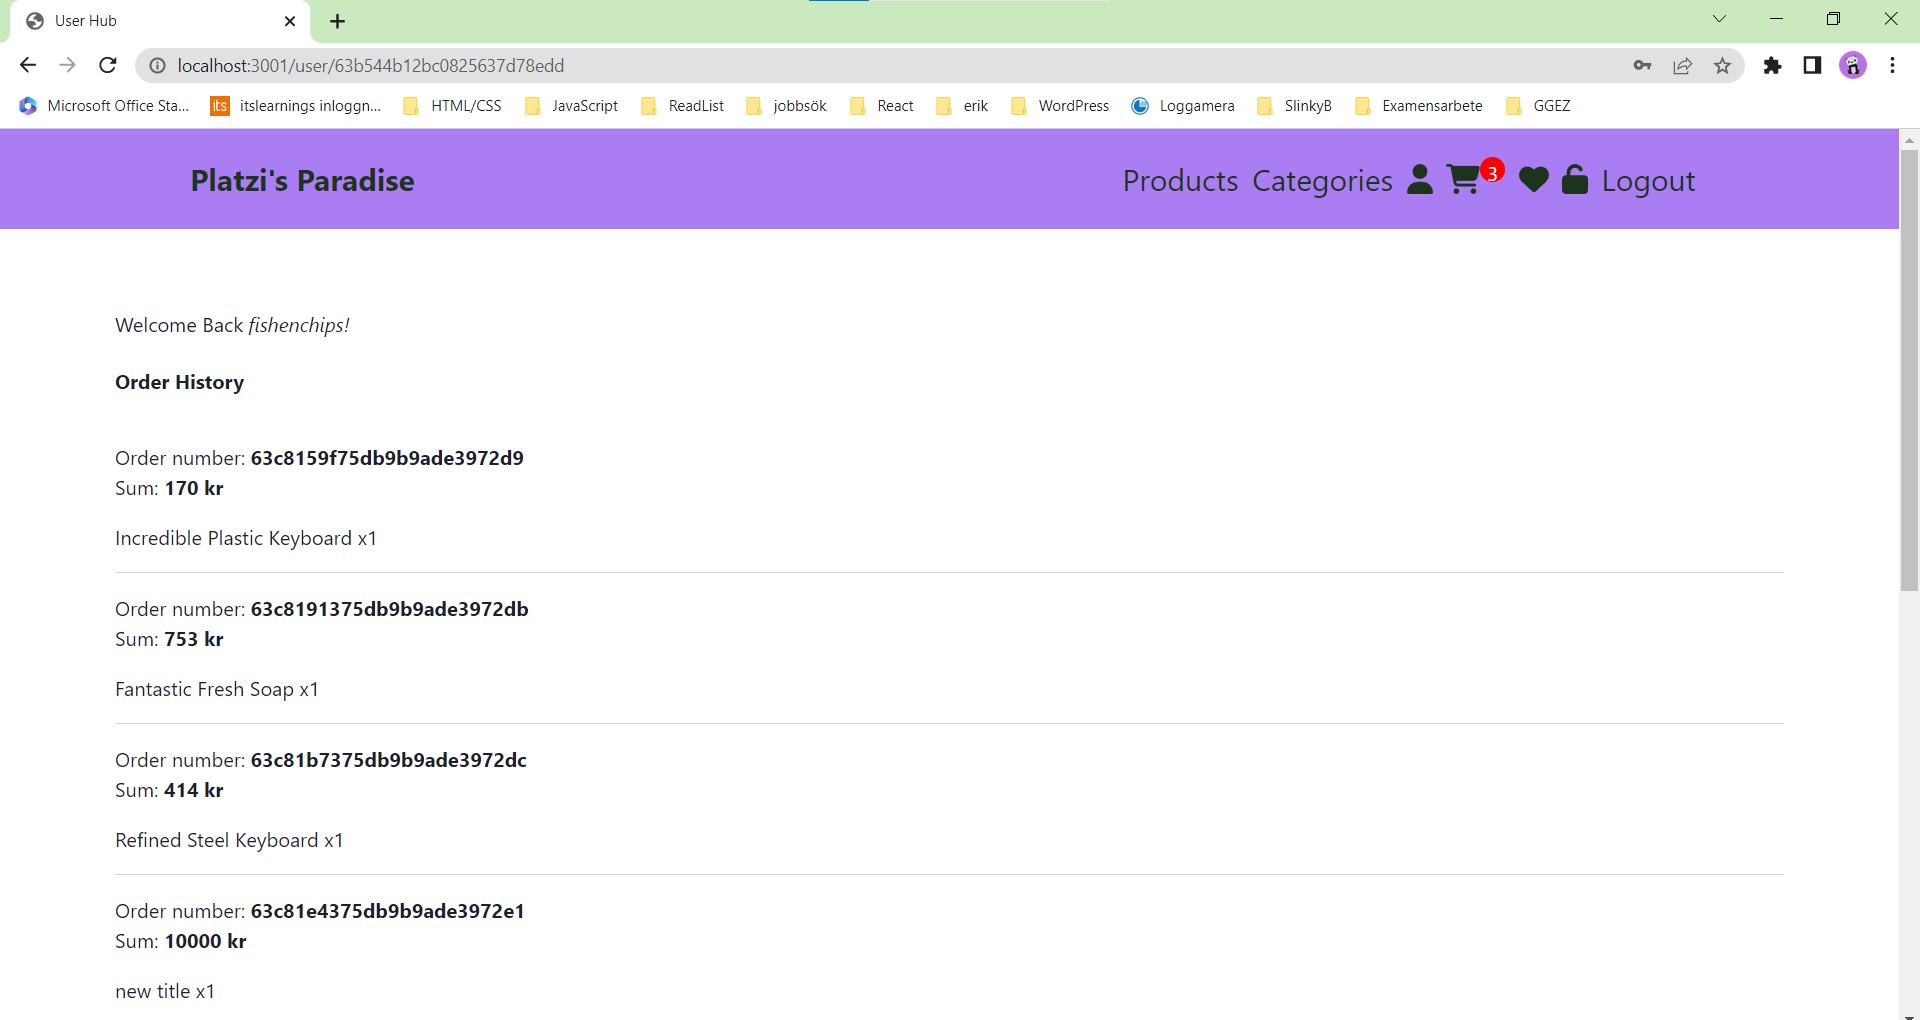 User Hub
localhost:3001/user/63b544b12bc0825637d78edd
Microsoft Office Sta... its itslearnings inloggn... HTML/CSS JavaScript ReadList jobbsök React erik WordPress Loggamera SlinkyB Examensarbete GGEZ
Platzi's Paradise Products Categories 3 Logout
Welcome Back fishenchips!
Order History
Order number: 63c8159f75db9b9ade3972d9
Sum: 170 kr
Incredible Plastic Keyboard x1
Order number: 63c8191375db9b9ade3972db
Sum: 753 kr
Fantastic Fresh Soap x1
Order number: 63c81b7375db9b9ade3972dc
Sum: 414 kr
Refined Steel Keyboard x1
Order number: 63c81e4375db9b9ade3972e1
Sum: 10000 kr
new title x1